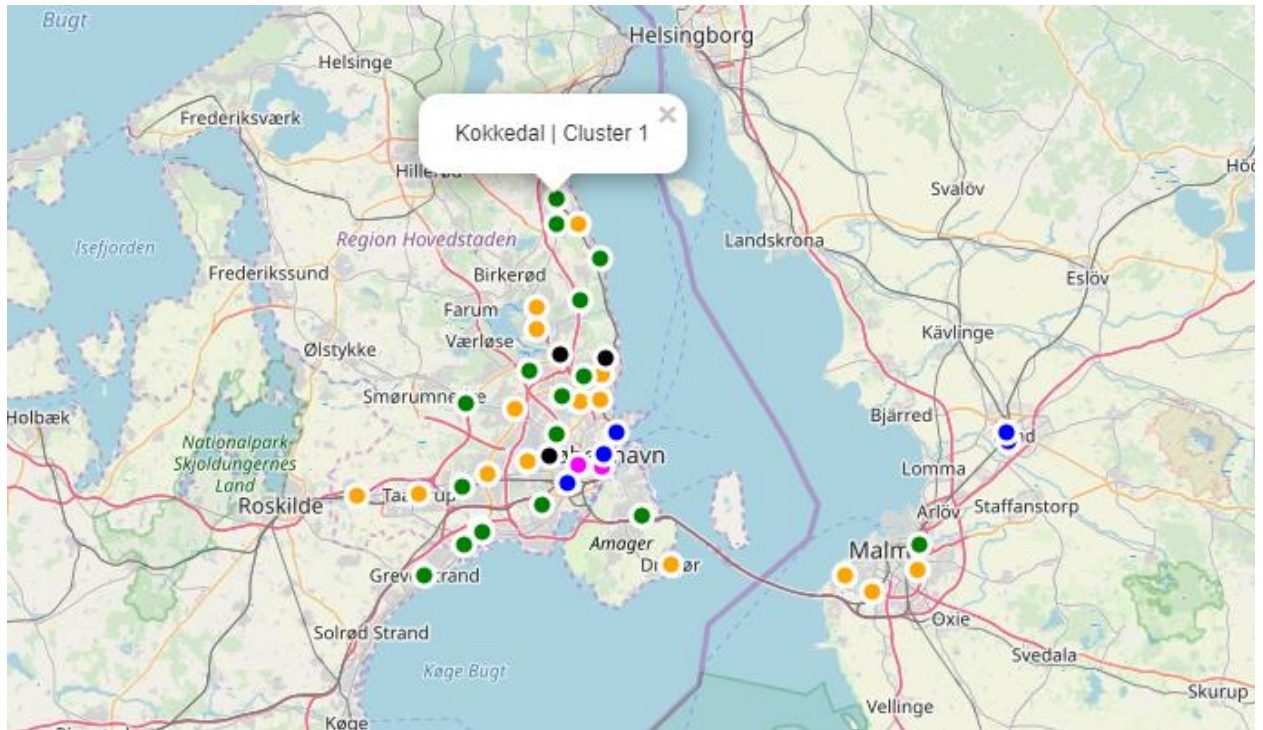 Bugt
Helsingborg
Helsinge
Frederiksværk
Kokkedal | Cluster 1
×
Svalöv
Isefjorden
Region Hovedstaden
Landskrona
Frederikssund
Birkerød
Eslöv
Farum
Kävlinge
Værløse
Ølstykke
Holbæk
Bjärred
Nationalpark
Skjoldungernes
Land
Lomma
Roskilde
Staffanstorp
Arlöv
Amager
Oxie
Solrød Strand
Svedala
Køge Bugt
Skurup
Vellinge
Køge